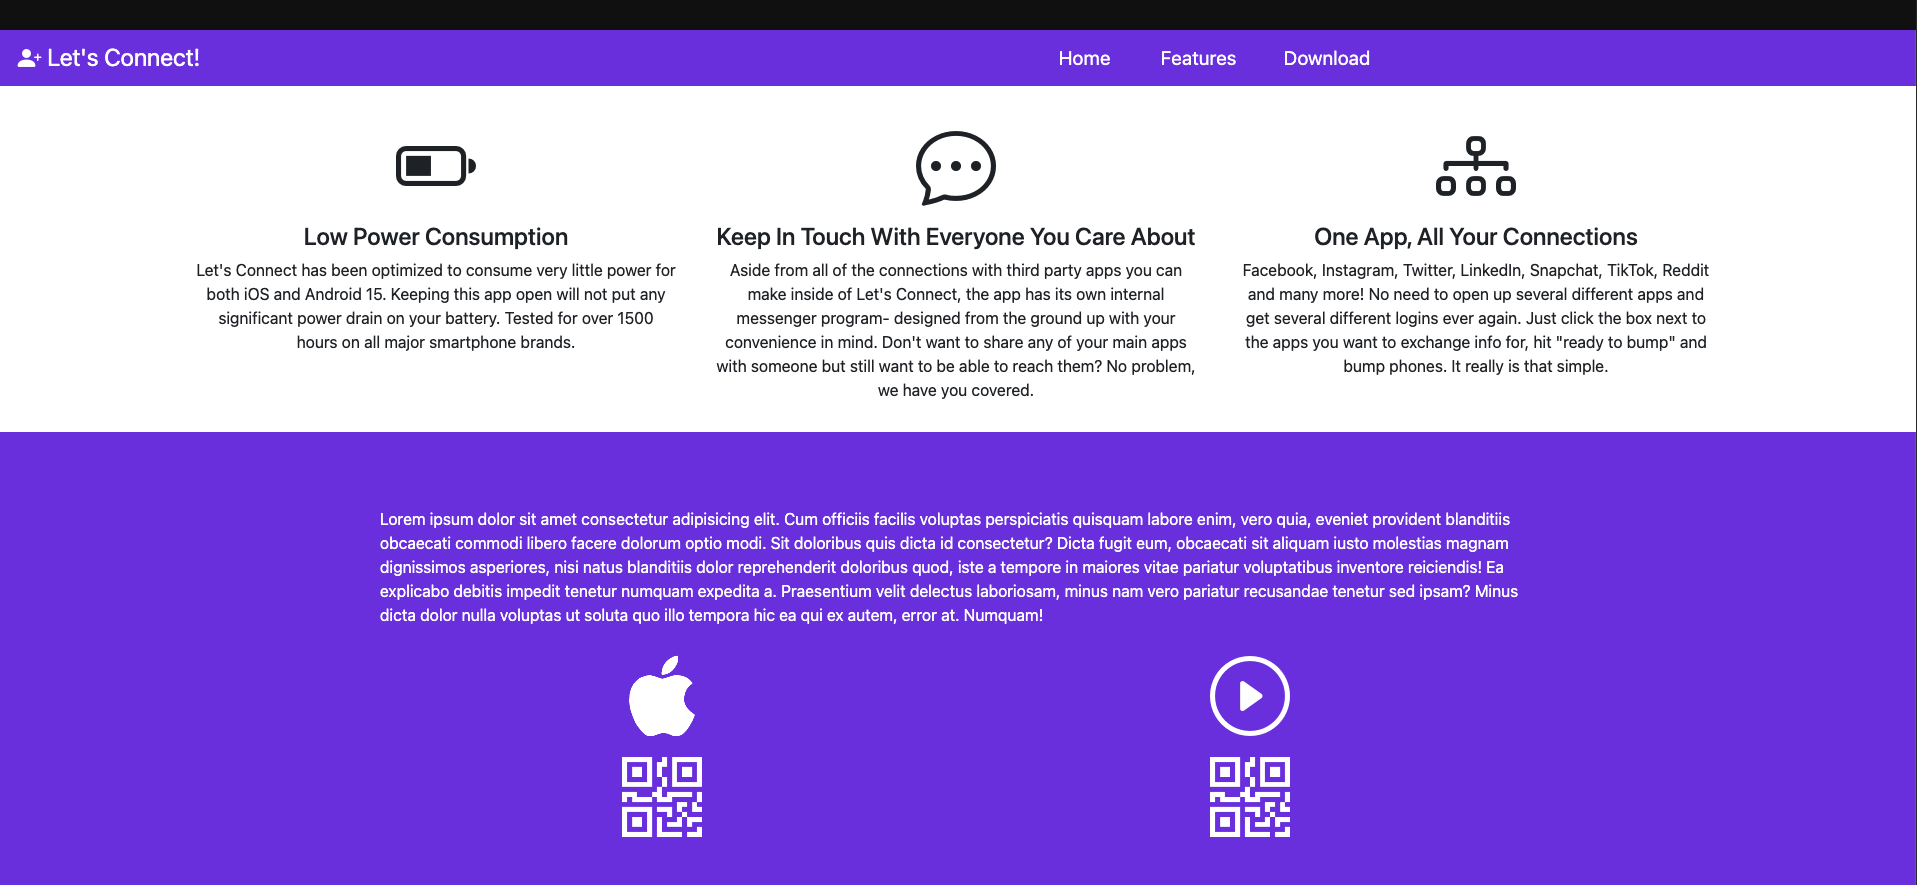 Let's Connect!
Home Features Download
Low Power Consumption
Let's Connect has been optimized to consume very little power for
both iOS and Android 15. Keeping this app open will not put any
significant power drain on your battery. Tested for over 1500
hours on all major smartphone brands.
Keep In Touch With Everyone You Care About
Aside from all of the connections with third party apps you can
make inside of Let's Connect, the app has its own internal
messenger program- designed from the ground up with your
convenience in mind. Don't want to share any of your main apps
with someone but still want to be able to reach them? No problem,
we have you covered.
One App, All Your Connections
Facebook, Instagram, Twitter, LinkedIn, Snapchat, TikTok, Reddit
and many more! No need to open up several different apps and
get several different logins ever again. Just click the box next to
the apps you want to exchange info for, hit "ready to bump" and
bump phones. It really is that simple.
Lorem ipsum dolor sit amet consectetur adipisicing elit. Cum officiis facilis voluptas perspiciatis quisquam labore enim, vero quia, eveniet provident blanditiis
obcaecati commodi libero facere dolorum optio modi. Sit doloribus quis dicta id consectetur? Dicta fugit eum, obcaecati sit aliquam iusto molestias magnam
dignissimos asperiores, nisi natus blanditiis dolor reprehenderit doloribus quod, iste a tempore in maiores vitae pariatur voluptatibus inventore reiciendis! Ea
explicabo debitis impedit tenetur numquam expedita a. Praesentium velit delectus laboriosam, minus nam vero pariatur recusandae tenetur sed ipsam? Minus
dicta dolor nulla voluptas ut soluta quo illo tempora hic ea qui ex autem, error at. Numquam!